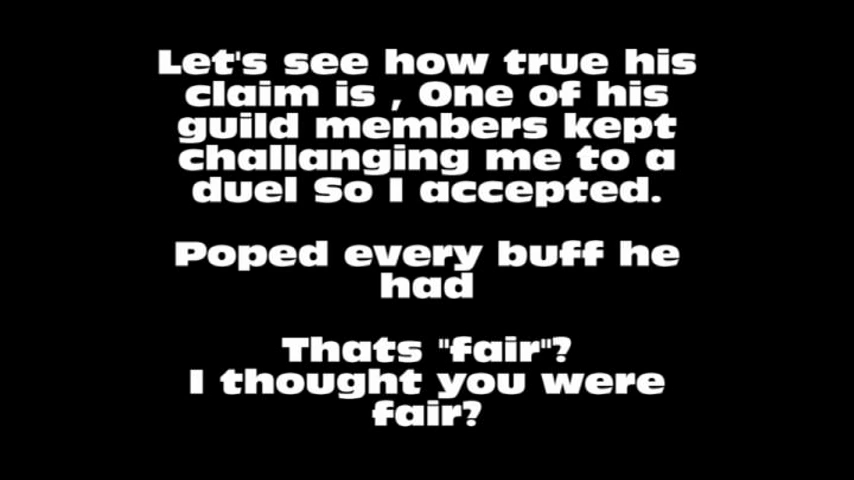 Let's see how true his
claim is , One of his
guild members kept
challanging me to a
duel So I accepted.
Poped every buff he
had
Thats "fair"?
I thought you were
fair?